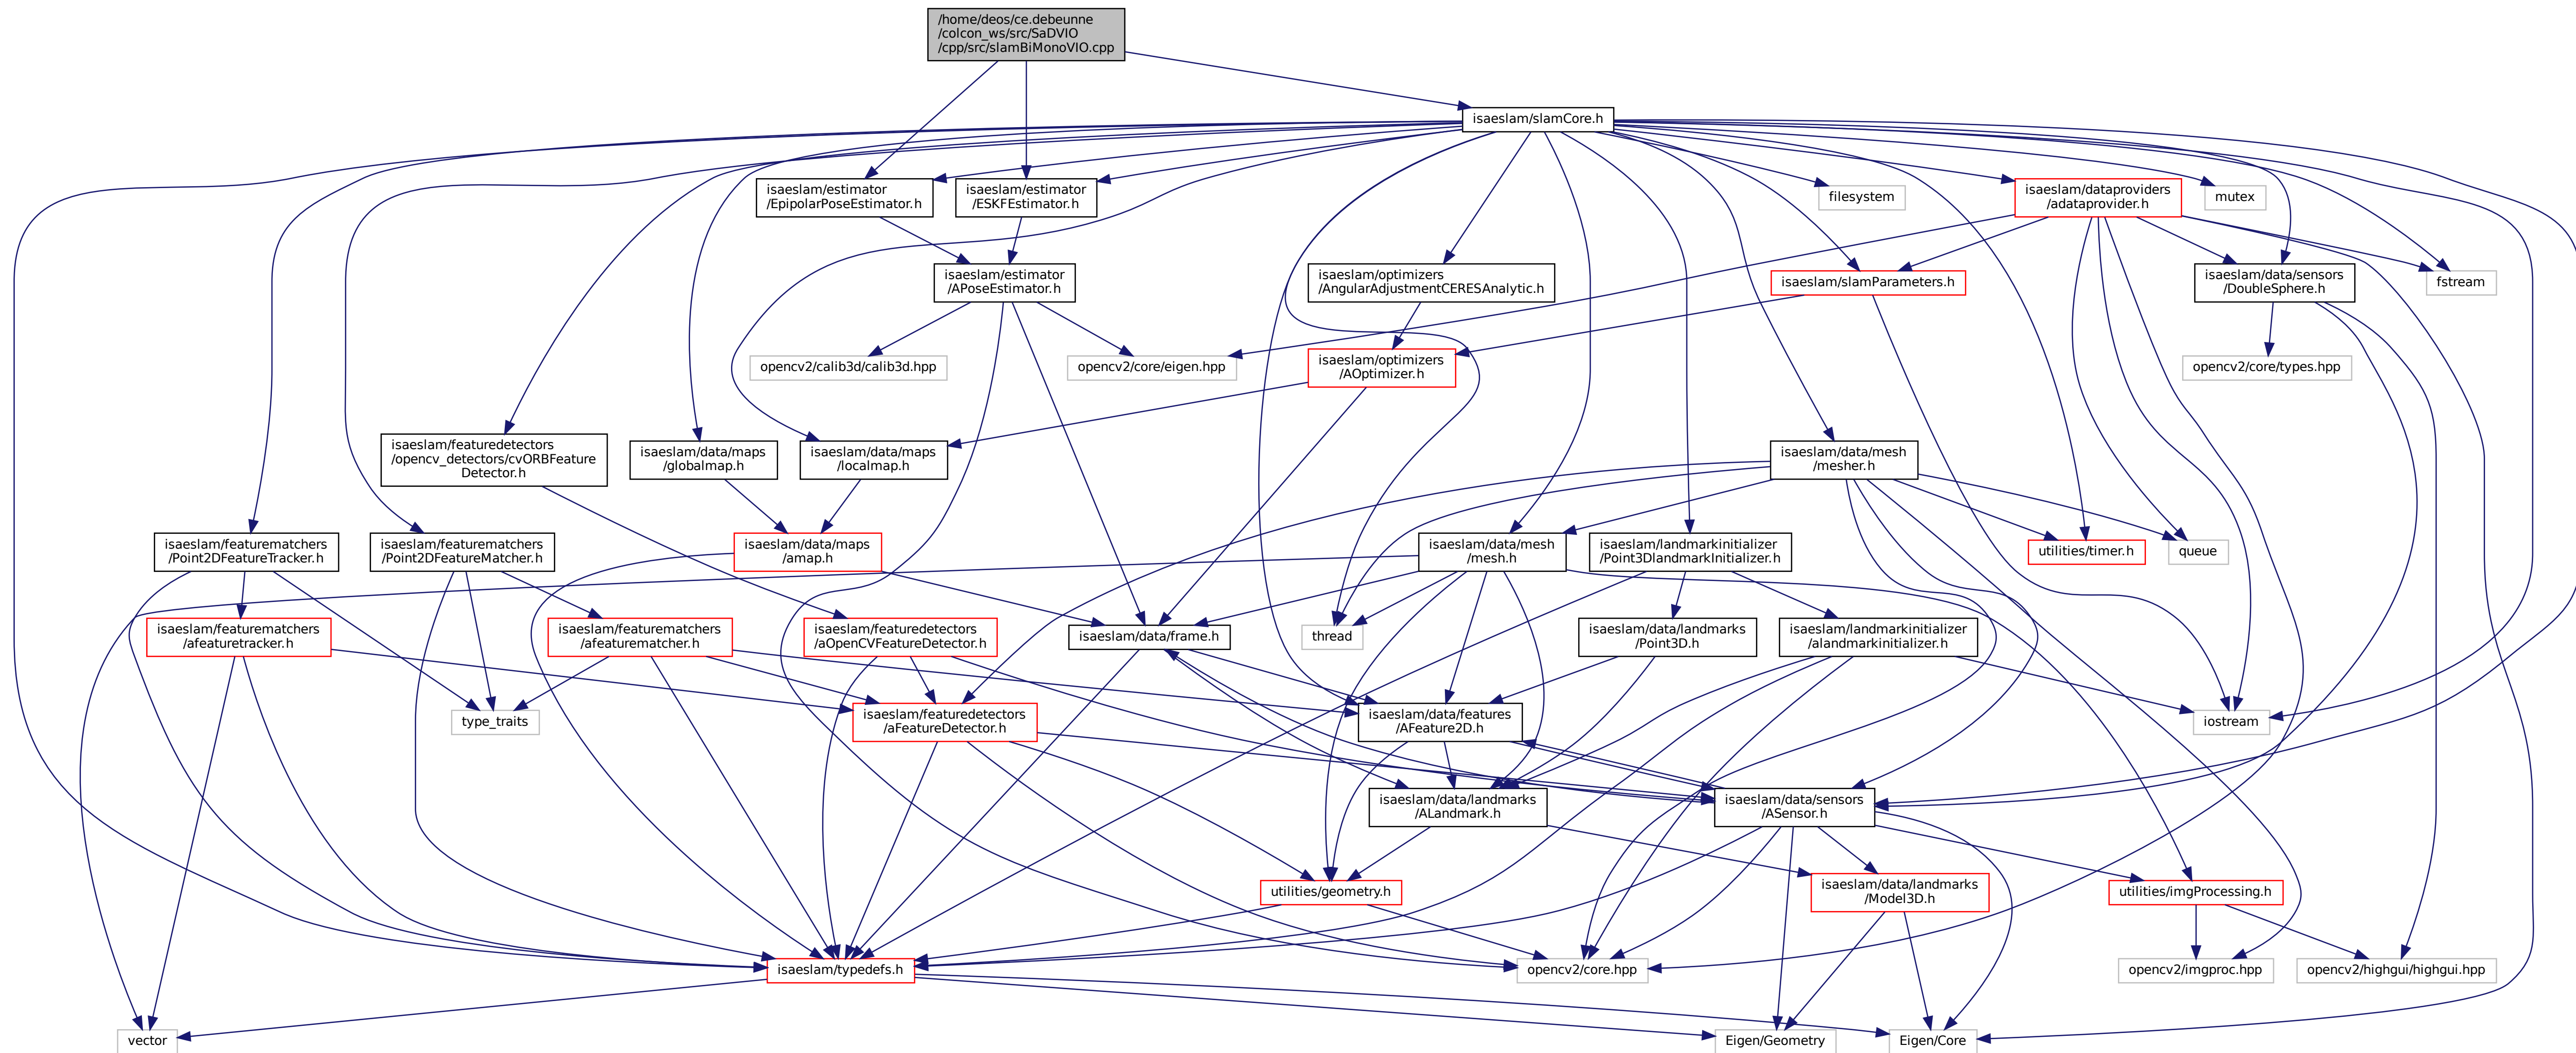 /home/deos/ce.debeunne
/colcon_ws/src/SaDVIO
/cpp/src/slamBiMonoVIO.cpp
isaeslam/slamCore.h
isaeslam/estimator
/EpipolarPoseEstimator.h
isaeslam/estimator
/ESKFEstimator.h
filesystem
isaeslam/dataproviders
/adataprovider.h
mutex
isaeslam/estimator
/APoseEstimator.h
isaeslam/optimizers
/AngularAdjustmentCERESAnalytic.h
isaeslam/slamParameters.h
isaeslam/data/sensors
/DoubleSphere.h
fstream
opencv2/calib3d/calib3d.hpp
opencv2/core/eigen.hpp
isaeslam/optimizers
/AOptimizer.h
opencv2/core/types.hpp
isaeslam/featuredetectors
/opencv_detectors/cvORBFeature
Detector.h
isaeslam/data/maps
/globalmap.h
isaeslam/data/maps
/localmap.h
isaeslam/data/mesh
/mesher.h
isaeslam/featurematchers
/Point2DFeatureTracker.h
isaeslam/featurematchers
/Point2DFeatureMatcher.h
isaeslam/data/maps
/amap.h
isaeslam/data/mesh
/mesh.h
isaeslam/landmarkinitializer
/Point3DlandmarkInitializer.h
utilities/timer.h
queue
isaeslam/featurematchers
/afeaturetracker.h
isaeslam/featurematchers
/afeaturematcher.h
isaeslam/featuredetectors
/aOpenCVFeatureDetector.h
isaeslam/data/frame.h
thread
isaeslam/data/landmarks
/Point3D.h
isaeslam/landmarkinitializer
/alandmarkinitializer.h
type_traits
isaeslam/featuredetectors
/aFeatureDetector.h
isaeslam/data/features
/AFeature2D.h
iostream
isaeslam/data/landmarks
/ALandmark.h
isaeslam/data/sensors
/ASensor.h
utilities/geometry.h
isaeslam/data/landmarks
/Model3D.h
utilities/imgProcessing.h
isaeslam/typedefs.h
opencv2/core.hpp
opencv2/imgproc.hpp
opencv2/highgui/highgui.hpp
vector
Eigen/Geometry
Eigen/Core